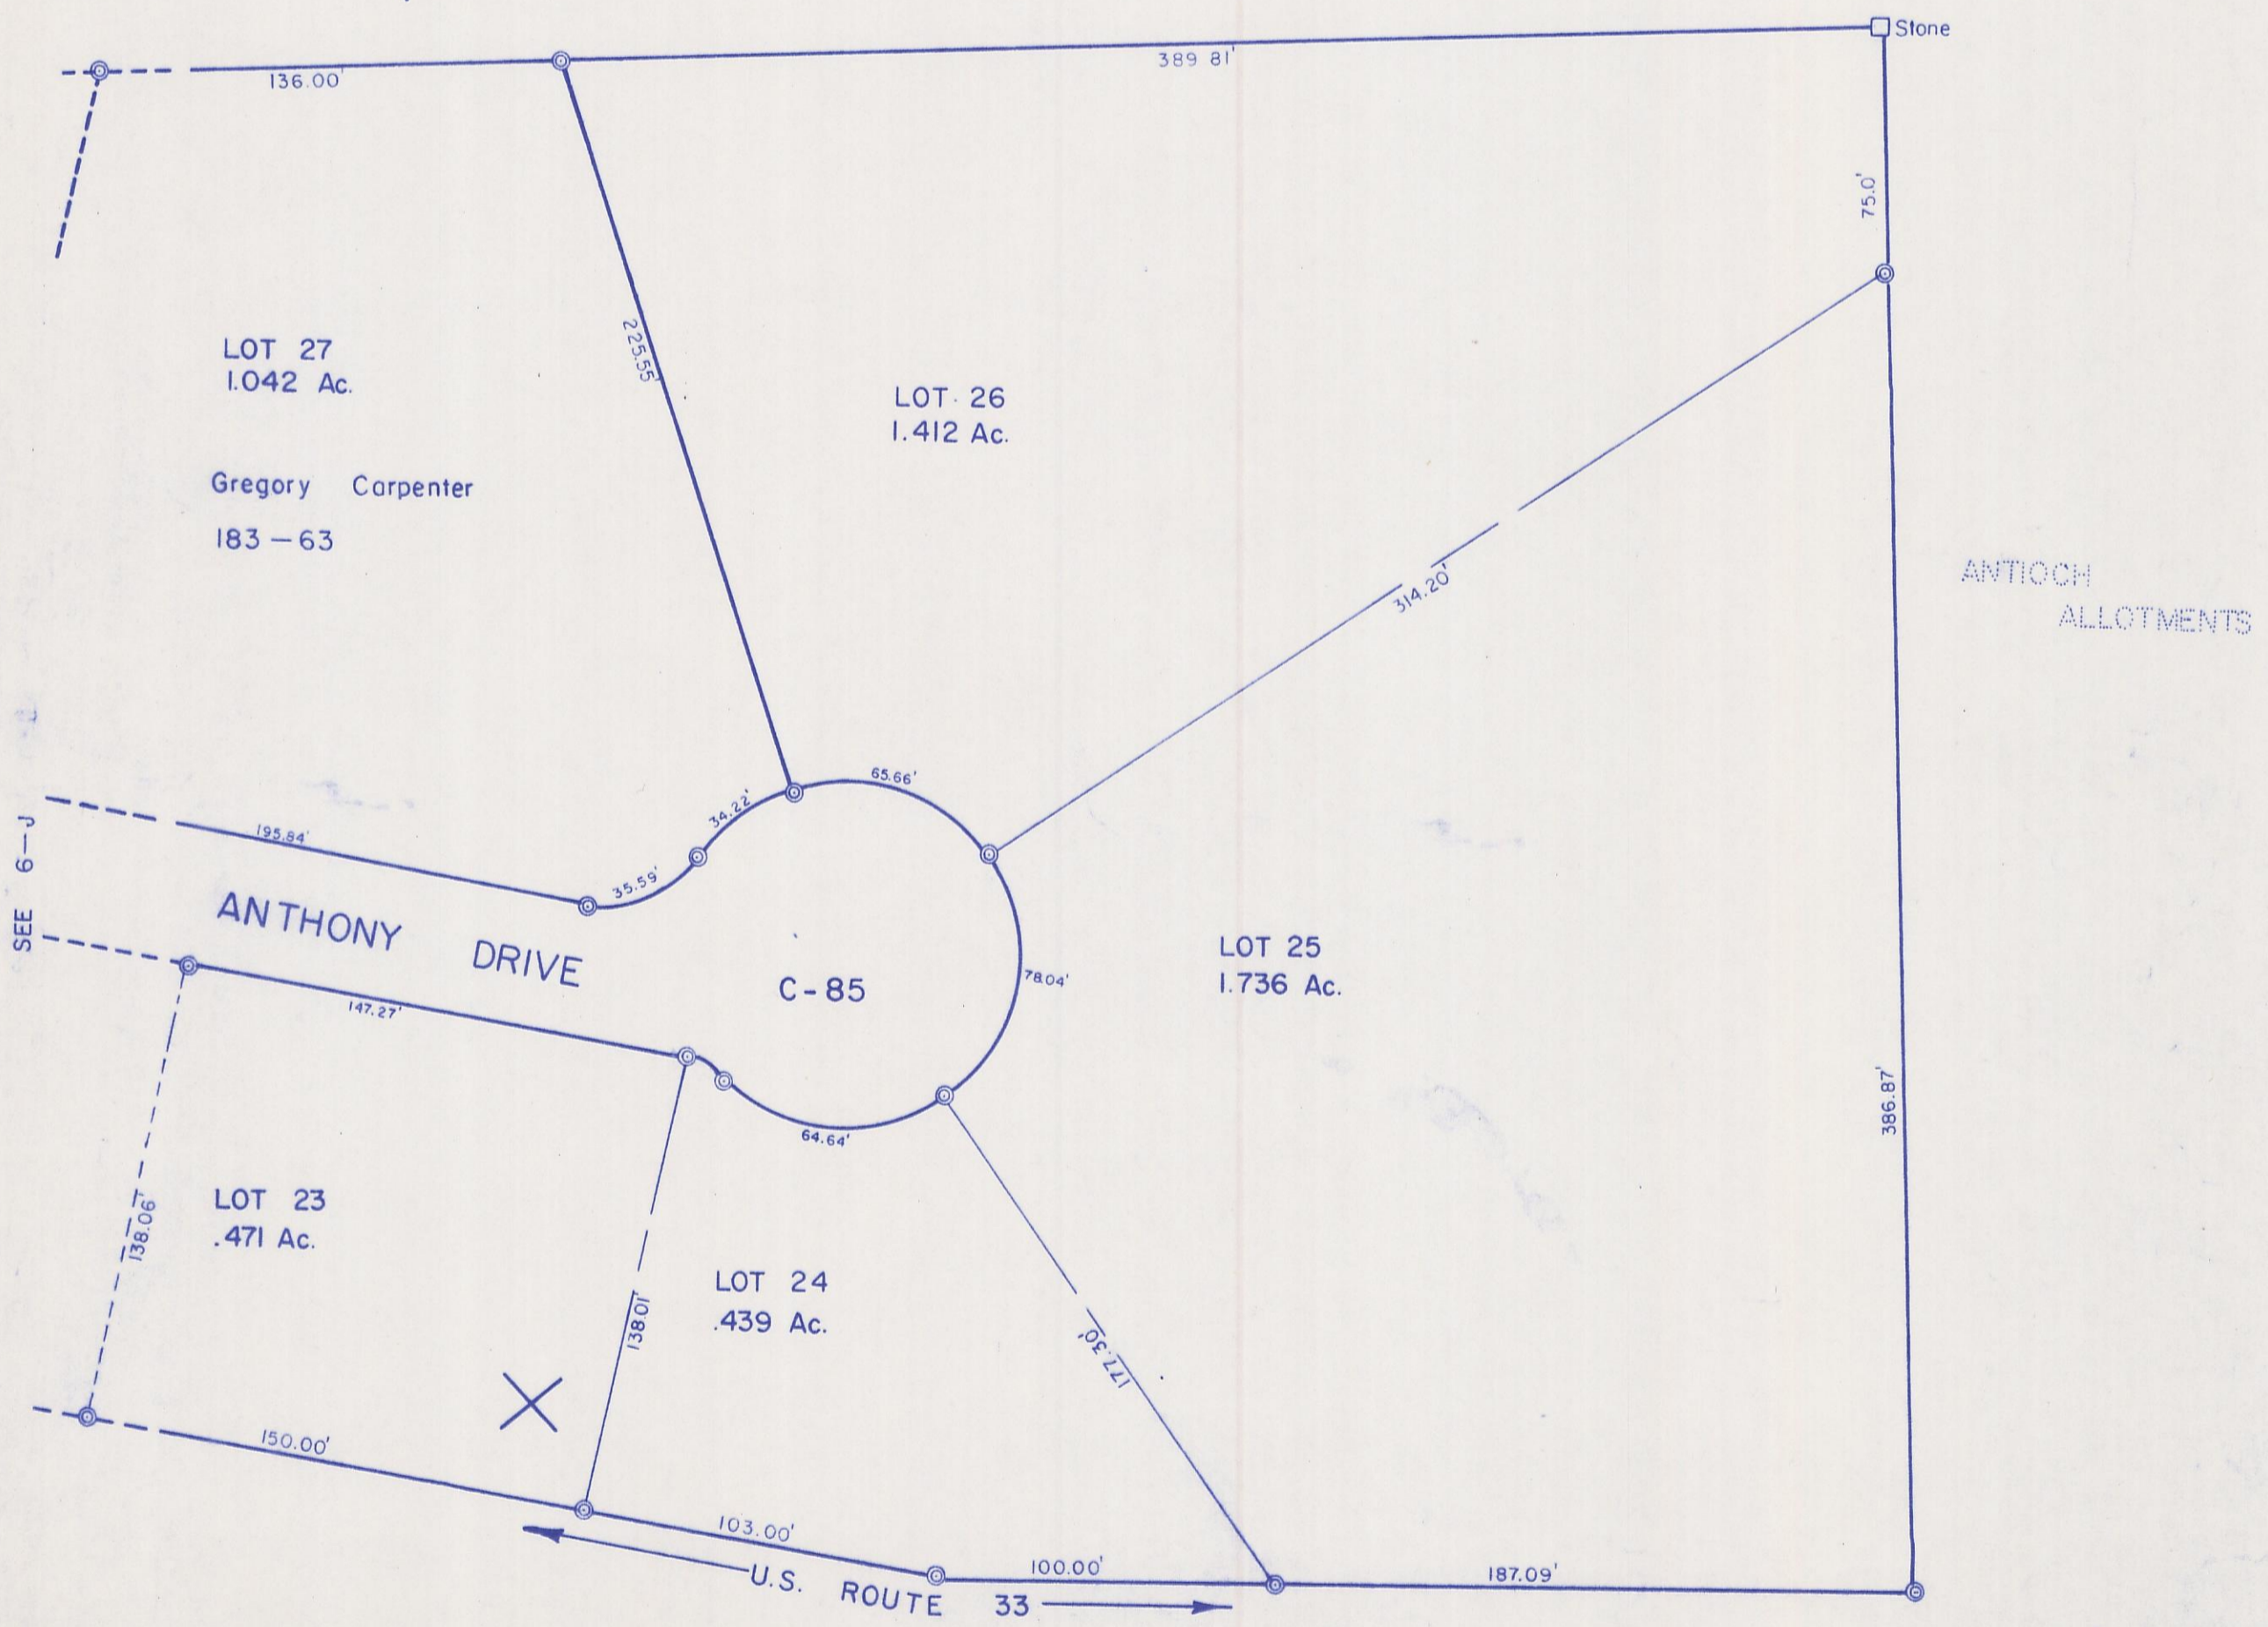 Stone
136.00'
389 81'
75.0'
225.55'
LOT 27
1.042 Ac.
LOT 26
1.412 Ac.
Gregory Carpenter
183-63
314.20'
ANTIOCH
ALLOTMENTS
65.66'
34.22'
35.59'
195.84'
SEE 6-J
ANTHONY DRIVE
C-85
78.04'
LOT 25
1.736 Ac.
147.27'
64.64'
386.87'
138.06'
LOT 23
.471 Ac.
138.01'
LOT 24
.439 Ac.
177.30'
150.00'
103.00'
100.00'
187.09'
U.S. ROUTE 33